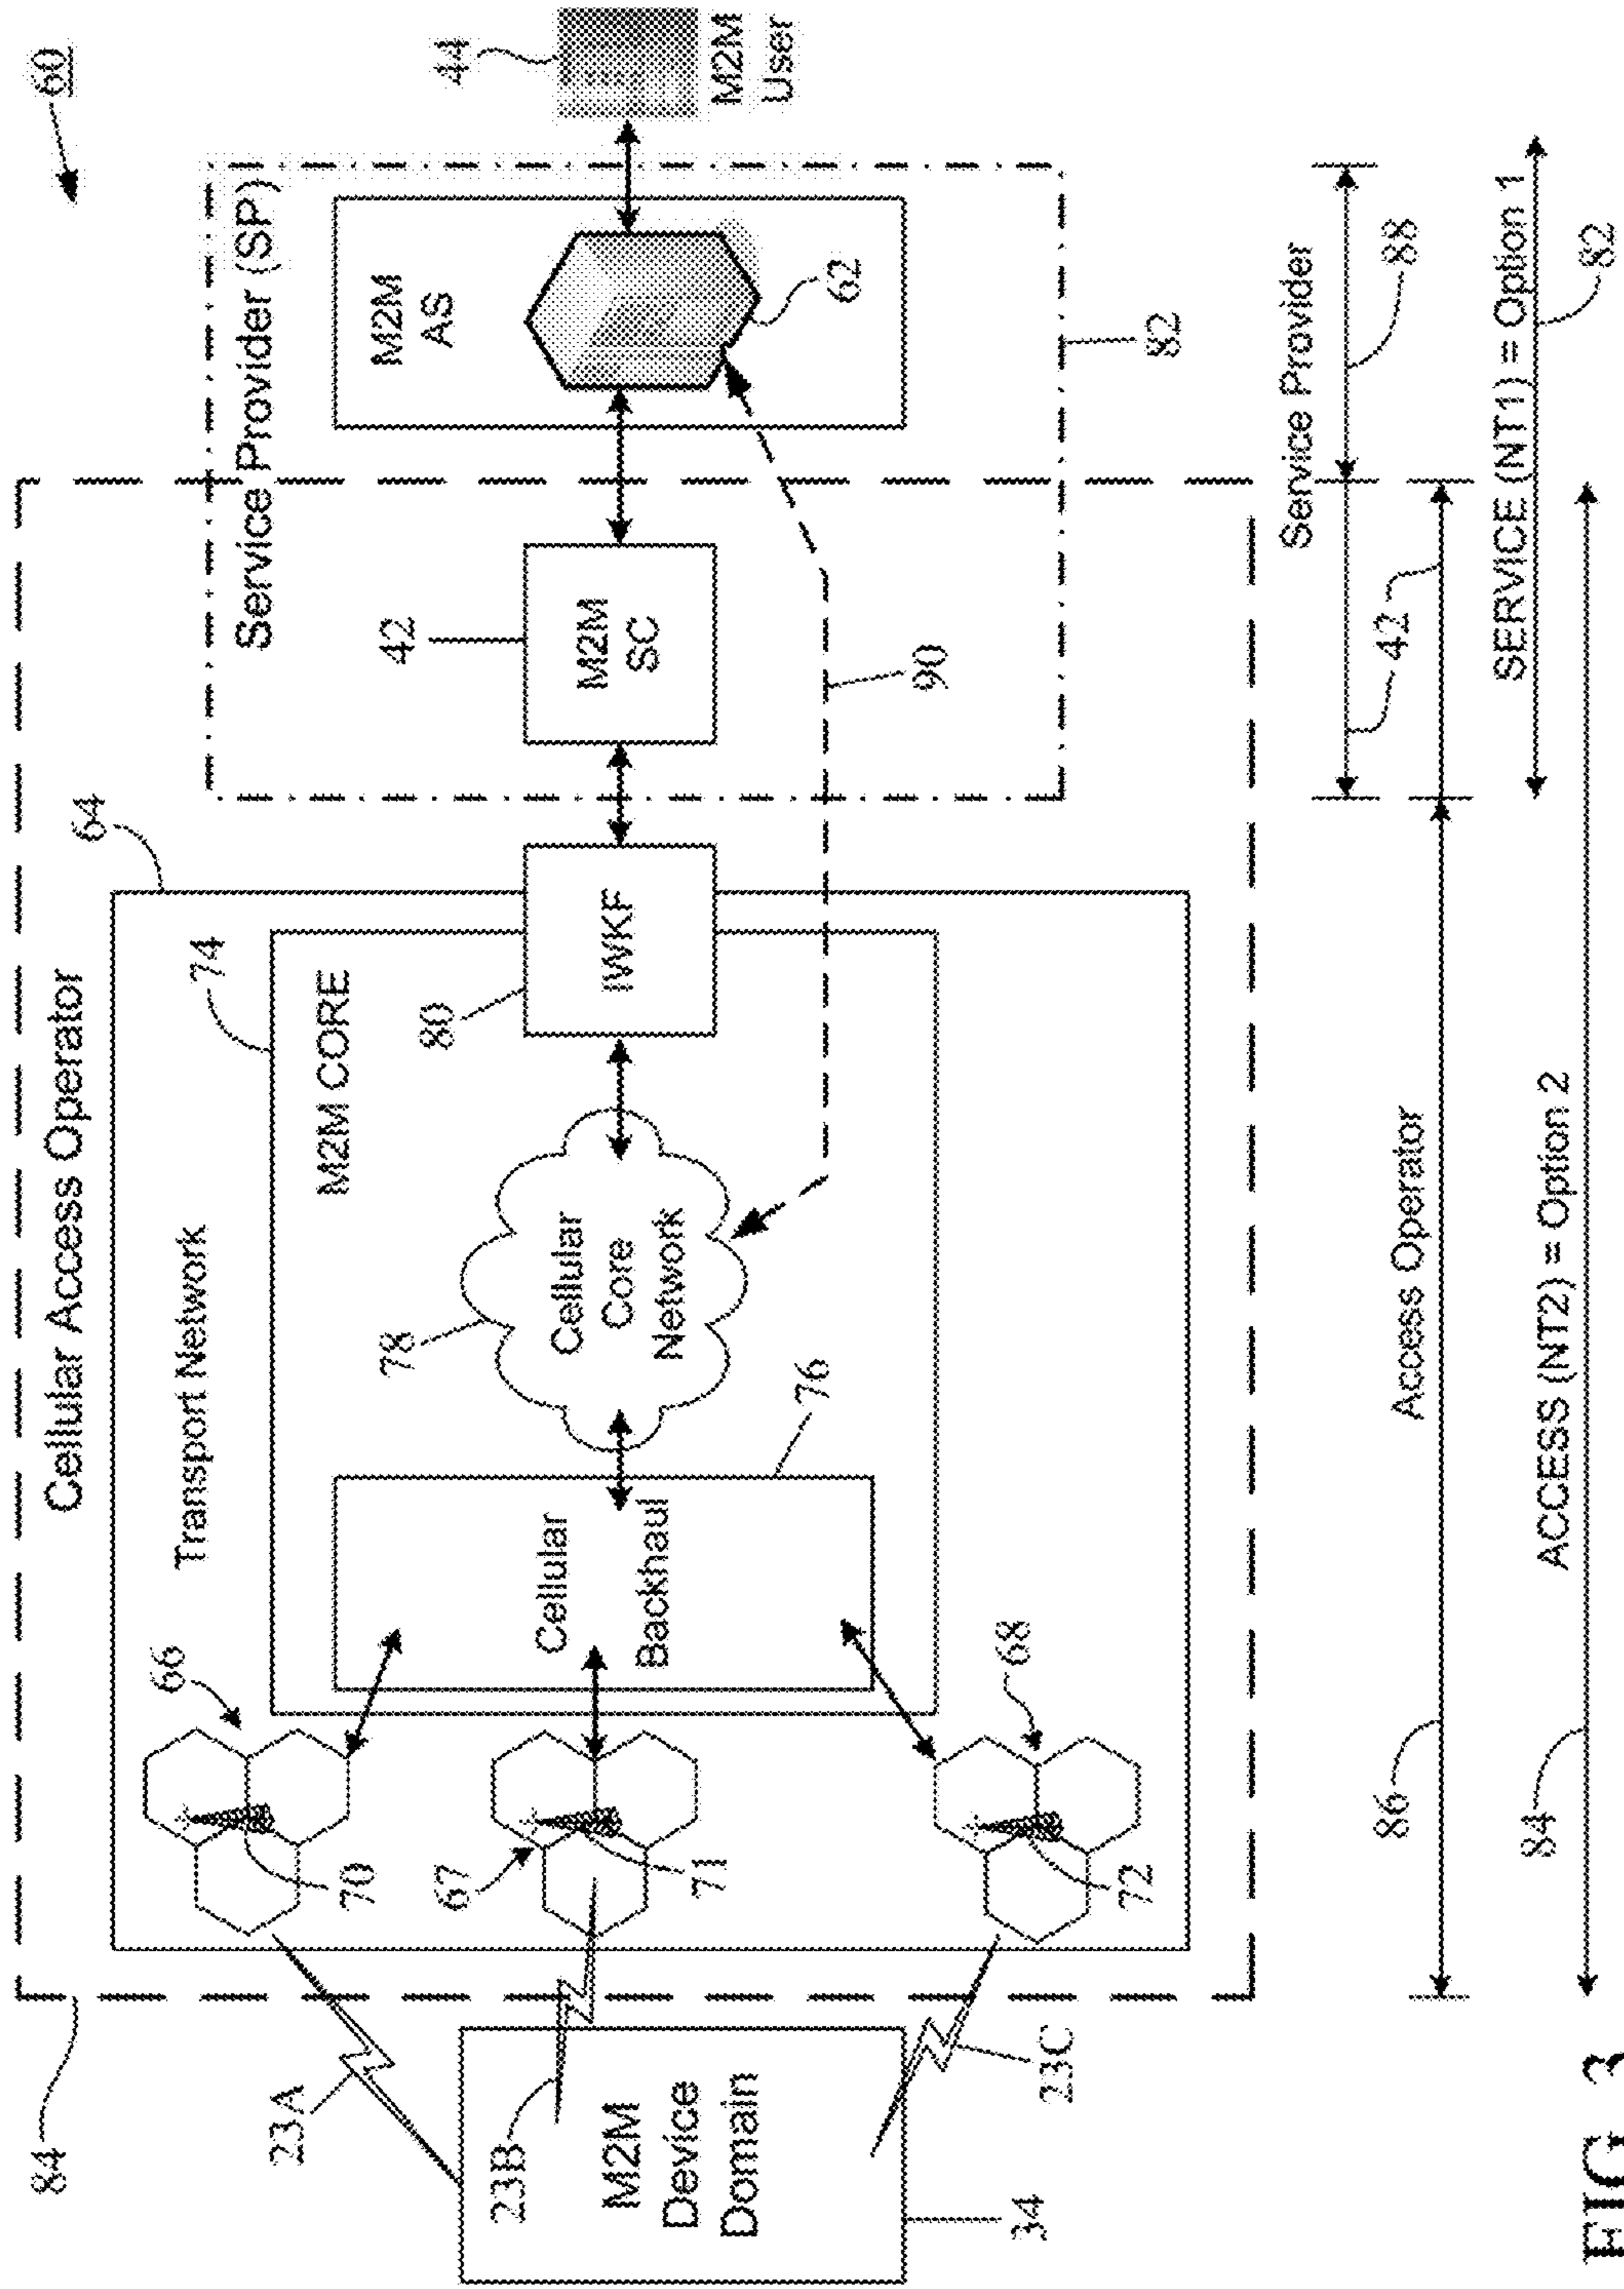 60
Cellular Access Operator
64
Service Provider (SP)
44
M2M
User
84
Transport Network
74
M2M CORE
66
70
23A
67
71
23B
M2M
Device
Domain
34
68
72
23C
Cellular
Backhaul
76
78
Cellular
Core
Network
80
IWKF
42
M2M
SC
90
M2M
AS
62
82
Service Provider
42
88
Access Operator
86
SERVICE (NT1) = Option 1
82
ACCESS (NT2) = Option 2
84
FIG. 3